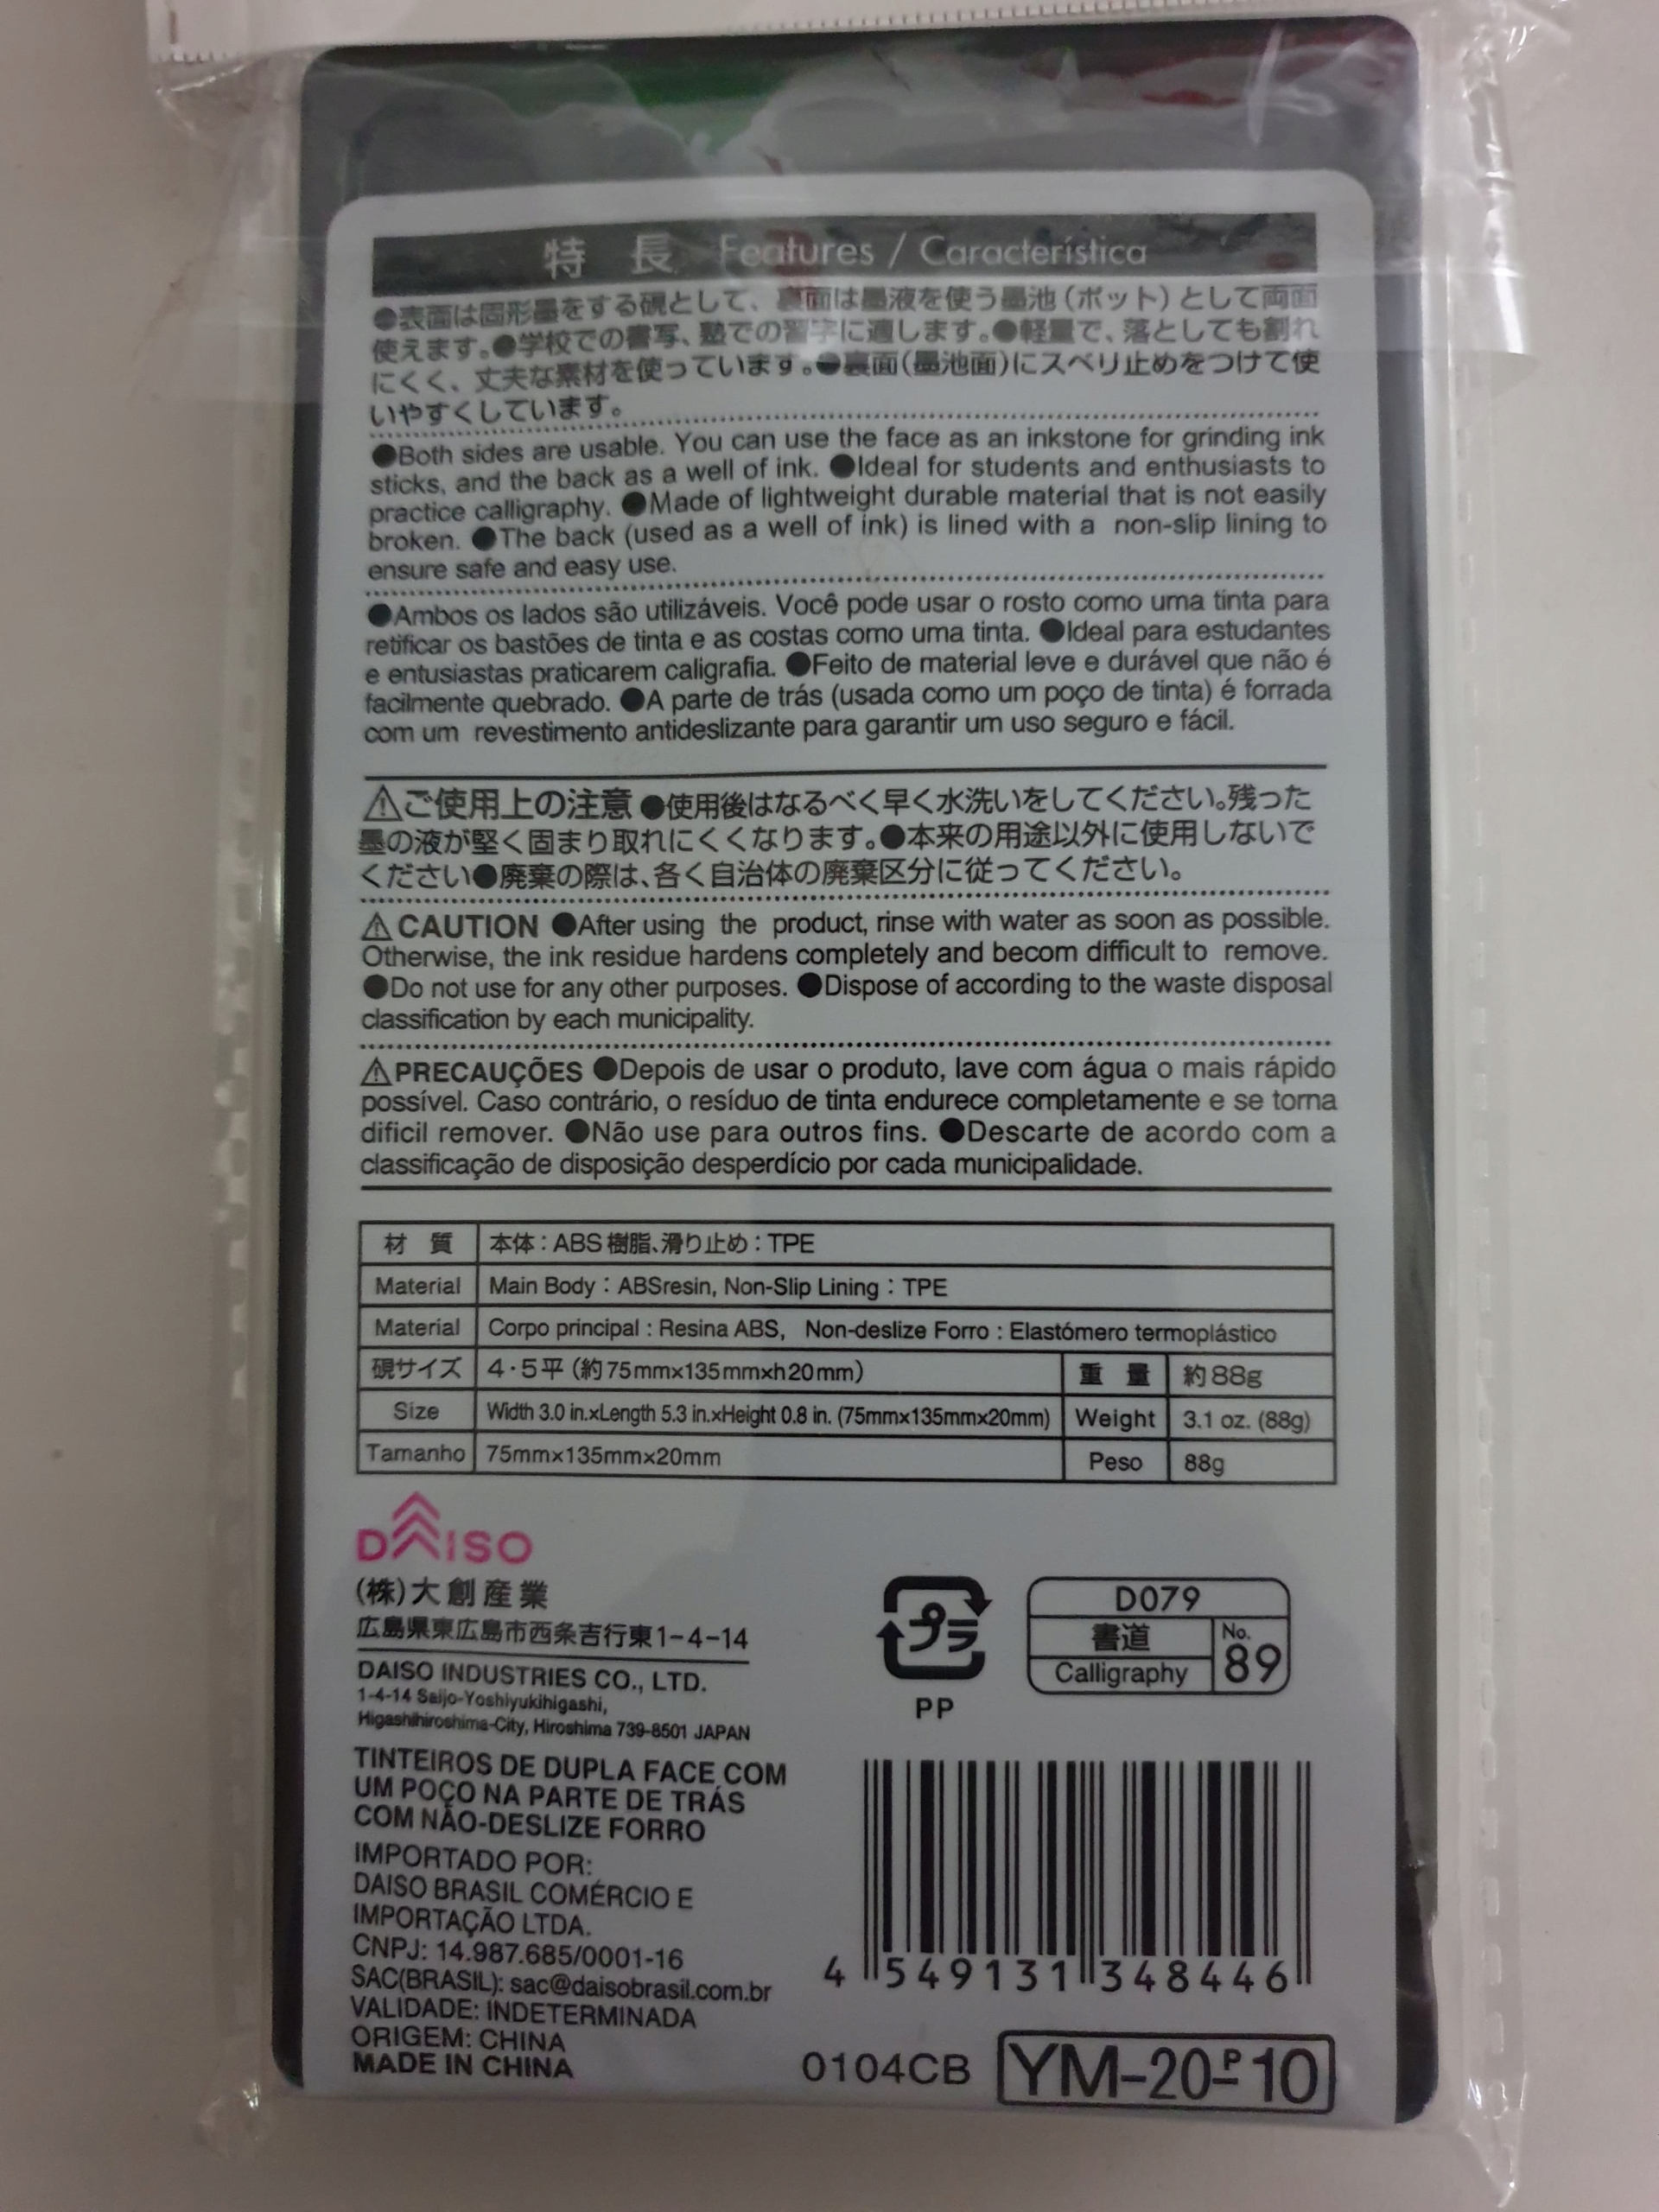 特 長 Features / Característica
●表面は固形墨をする硯として、裏面は墨液を使う墨池（ポット）として両面
使えます。●学校での書写、塾での習字に適します。●軽量で、落としても割れ
にくく、丈夫な素材を使っています。●裏面（墨池面）にスベリ止めをつけて使
いやすくしています。
●Both sides are usable. You can use the face as an inkstone for grinding ink
sticks, and the back as a well of ink. ●Ideal for students and enthusiasts to
practice calligraphy. ●Made of lightweight durable material that is not easily
broken. ●The back (used as a well of ink) is lined with a non-slip lining to
ensure safe and easy use.
●Ambos os lados são utilizáveis. Você pode usar o rosto como uma tinta para
retificar os bastões de tinta e as costas como uma tinta. ●Ideal para estudantes
e entusiastas praticarem caligrafia. ●Feito de material leve e durável que não é
facilmente quebrado. ●A parte de trás (usada como um poço de tinta) é forrada
com um revestimento antideslizante para garantir um uso seguro e fácil.
⚠ご使用上の注意 ●使用後はなるべく早く水洗いをしてください。残った
墨の液が堅く固まり取れにくくなります。●本来の用途以外に使用しないで
ください●廃棄の際は、各く自治体の廃棄区分に従ってください。
⚠CAUTION ●After using the product, rinse with water as soon as possible.
Otherwise, the ink residue hardens completely and becom difficult to remove.
●Do not use for any other purposes. ●Dispose of according to the waste disposal
classification by each municipality.
⚠PRECAUÇÕES ●Depois de usar o produto, lave com água o mais rápido
possível. Caso contrário, o resíduo de tinta endurece completamente e se torna
dificil remover. ●Não use para outros fins. ●Descarte de acordo com a
classificação de disposição desperdício por cada municipalidade.
材 質 本体：ABS樹脂、滑り止め：TPE
Material Main Body：ABSresin, Non-Slip Lining：TPE
Material Corpo principal : Resina ABS, Non-deslize Forro : Elastómero termoplástico
硯サイズ 4・5平（約75mm×135mm×h20mm） 重 量 約88g
Size Width 3.0 in.×Length 5.3 in.×Height 0.8 in. (75mm×135mm×20mm) Weight 3.1 oz. (88g)
Tamanho 75mm×135mm×20mm Peso 88g
DAISO
(株)大創産業
広島県東広島市西条吉行東1-4-14
DAISO INDUSTRIES CO., LTD.
1-4-14 Saijo-Yoshiyukihigashi,
Higashihiroshima-City, Hiroshima 739-8501 JAPAN
プラ
PP
D079
書道
Calligraphy
No.
89
TINTEIROS DE DUPLA FACE COM
UM POÇO NA PARTE DE TRÁS
COM NÃO-DESLIZE FORRO
IMPORTADO POR:
DAISO BRASIL COMÉRCIO E
IMPORTAÇÃO LTDA.
CNPJ: 14.987.685/0001-16
SAC(BRASIL): sac@daisobrasil.com.br
VALIDADE: INDETERMINADA
ORIGEM: CHINA
MADE IN CHINA
4 549131 348446
0104CB YM-20-P10